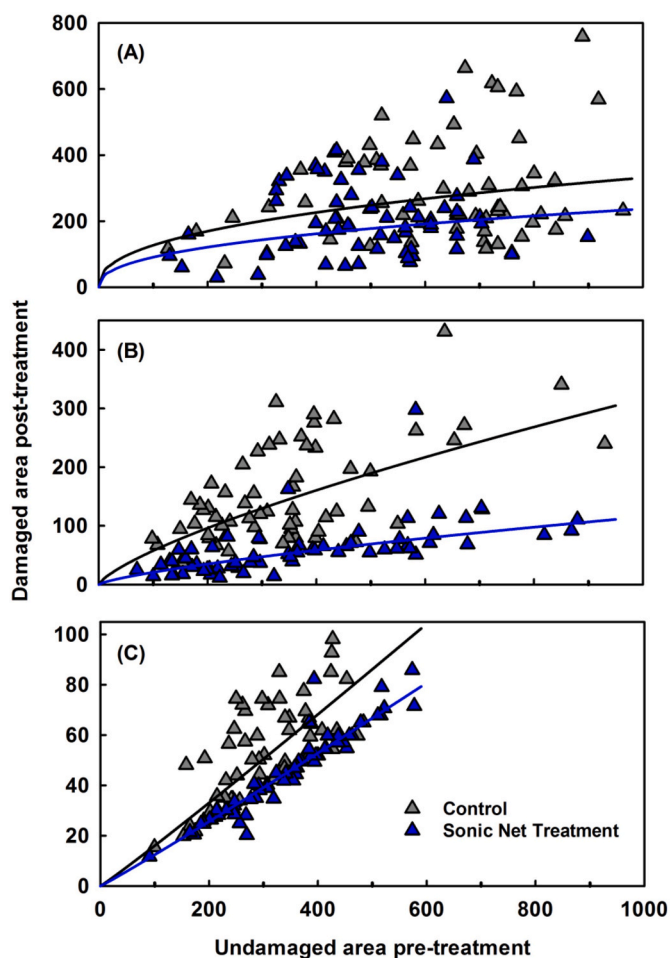 800
(A)
600
400
200
0
400
(B)
300
200
100
0
100
(C)
80
60
40
20
0
Control
Sonic Net Treatment
0 200 400 600 800 1000
Undamaged area pre-treatment
Damaged area post-treatment